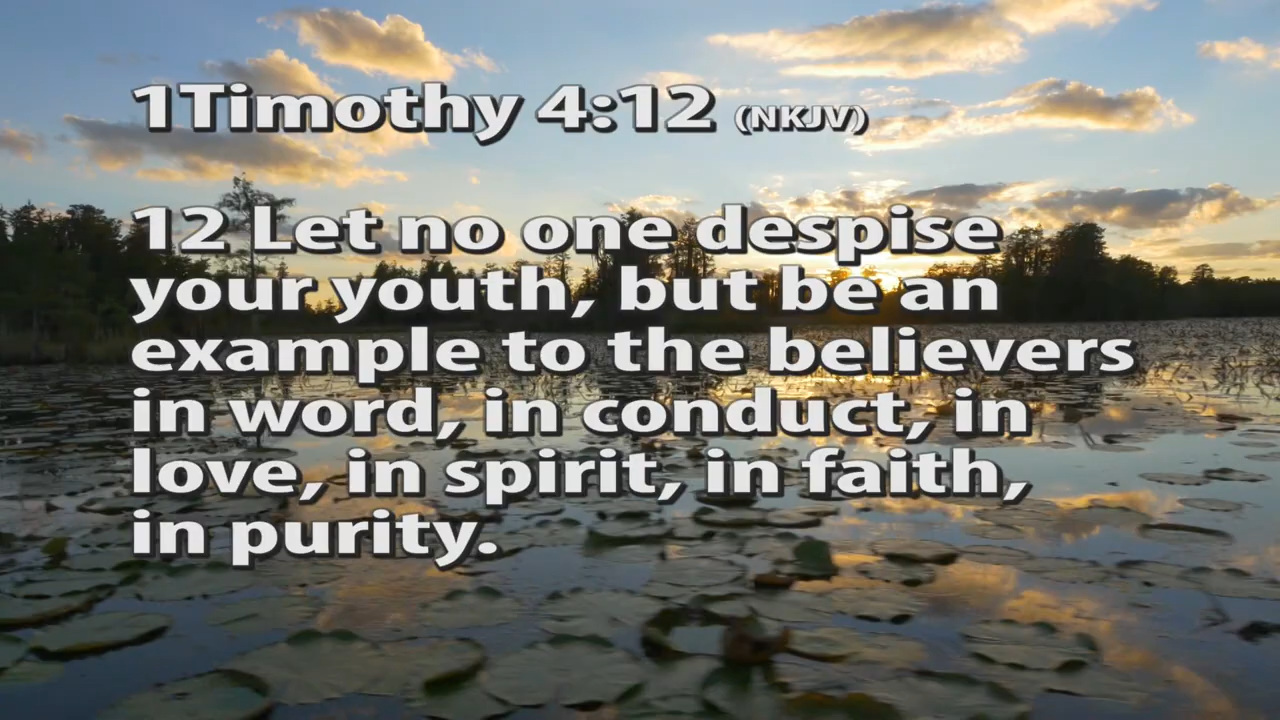 1Timothy 4:12 (NKJV)
12 Let no one despise
your youth, but be an
example to the believers
in word, in conduct, in
love, in spirit, in faith,
in purity.